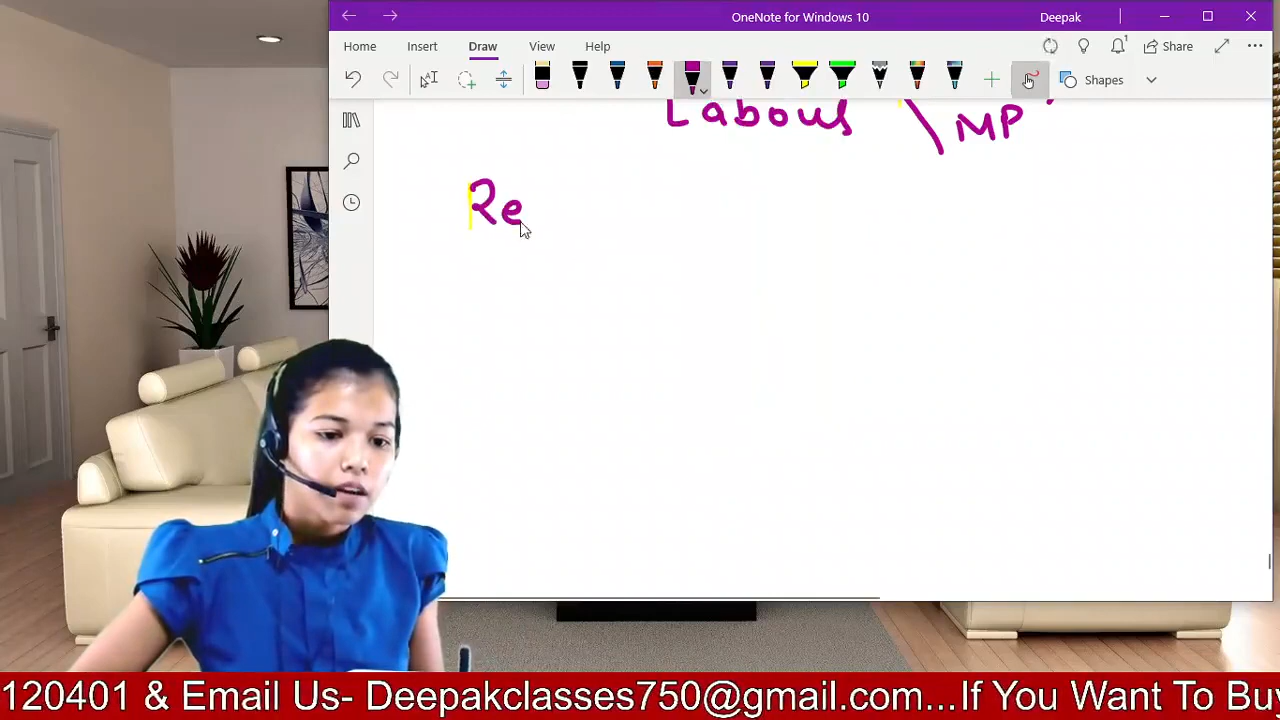 OneNote for Windows 10
Deepak
Home Insert Draw View Help
Share
Shapes
Labour
MP
Re
120401 & Email Us- Deepakclasses750@gmail.com...If You Want To Buy